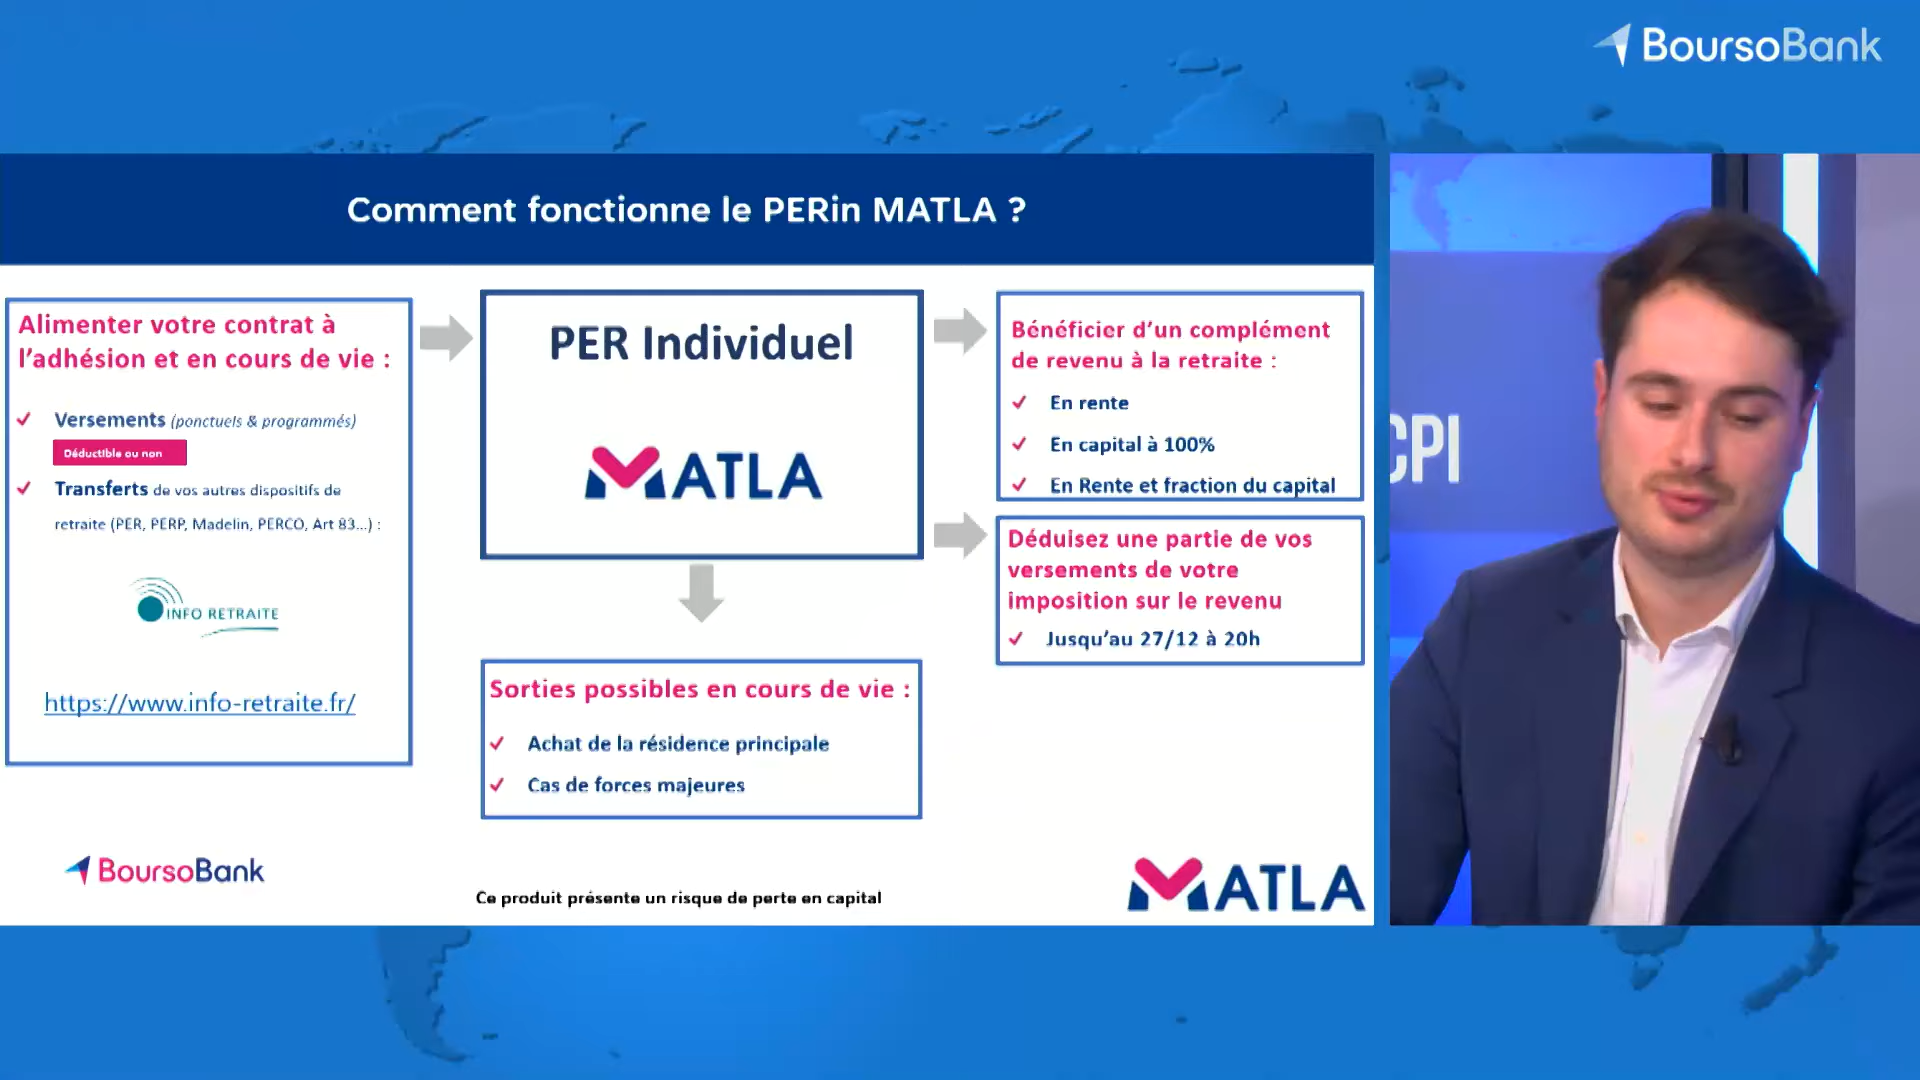 BoursoBank
Comment fonctionne le PERin MATLA ?
Alimenter votre contrat à
l’adhésion et en cours de vie :
Versements (ponctuels & programmés)
Déductible ou non
Transferts de vos autres dispositifs de
retraite (PER, PERP, Madelin, PERCO, Art 83...) :
INFO RETRAITE
https://www.info-retraite.fr/
PER Individuel
MATLA
Sorties possibles en cours de vie :
Achat de la résidence principale
Cas de forces majeures
Bénéficier d’un complément
de revenu à la retraite :
En rente
En capital à 100%
En Rente et fraction du capital
Déduisez une partie de vos
versements de votre
imposition sur le revenu
Jusqu’au 27/12 à 20h
CPI
BoursoBank
Ce produit présente un risque de perte en capital
MATLA